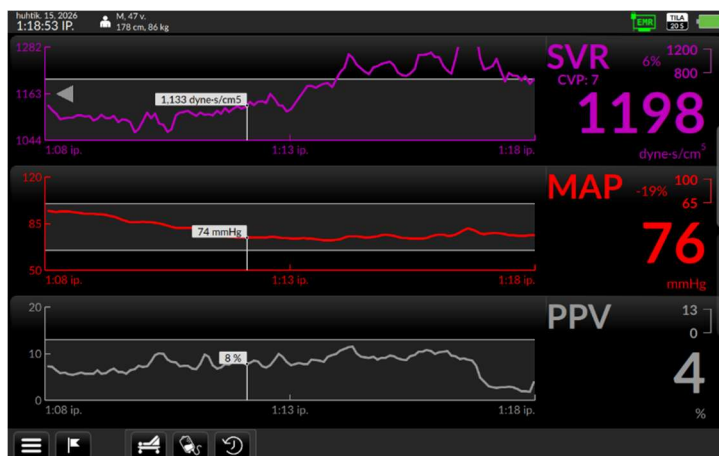 huhtik. 15, 2026
1:18:53 IP.
M, 47 v.
178 cm, 86 kg
EMR
TILA
20 S
1282
1163
1044
1,133 dyne-s/cm5
1:08 ip.
1:13 ip.
1:18 ip.
SVR
6%
1200
800
CVP: 7
1198
dyne-s/cm5
120
85
50
74 mmHg
1:08 ip.
1:13 ip.
1:18 ip.
MAP
-19%
100
65
76
mmHg
20
10
0
8 %
1:08 ip.
1:13 ip.
1:18 ip.
PPV
13
0
4
%